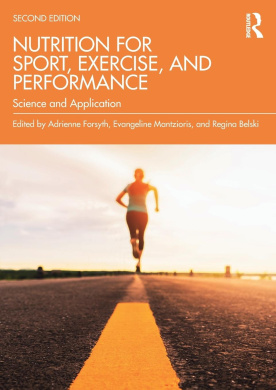 SECOND EDITION
Routledge
NUTRITION FOR
SPORT, EXERCISE, AND
PERFORMANCE
Science and Application
Edited by Adrienne Forsyth, Evangeline Mantzioris, and Regina Belski